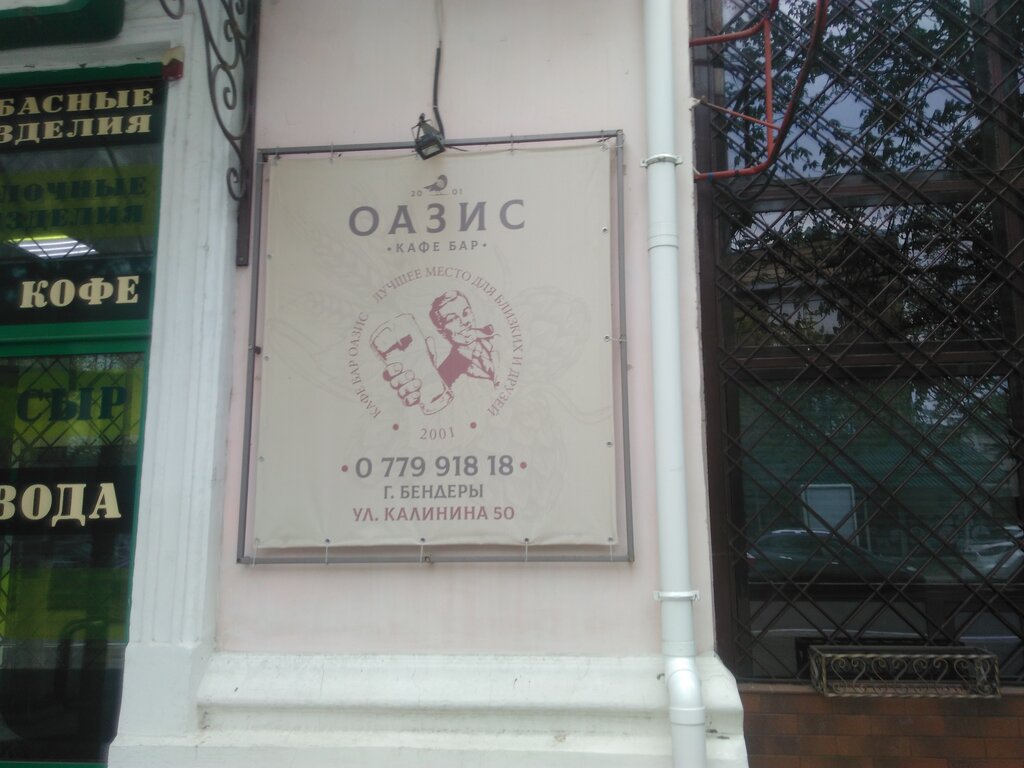 БАСНЫЕ
ЗДЕЛИЯ
ЛОЧНЫЕ
ИЗДЕЛИЯ
КОФЕ
СЫР
ВОДА
20 01
ОАЗИС
•КАФЕ БАР•
КАФЕ БАР ОАЗИС ЛУЧШЕЕ МЕСТО ДЛЯ БЛИЗКИХ И ДРУЗЕЙ
• 2001 •
•0 779 918 18•
Г. БЕНДЕРЫ
УЛ. КАЛИНИНА 50